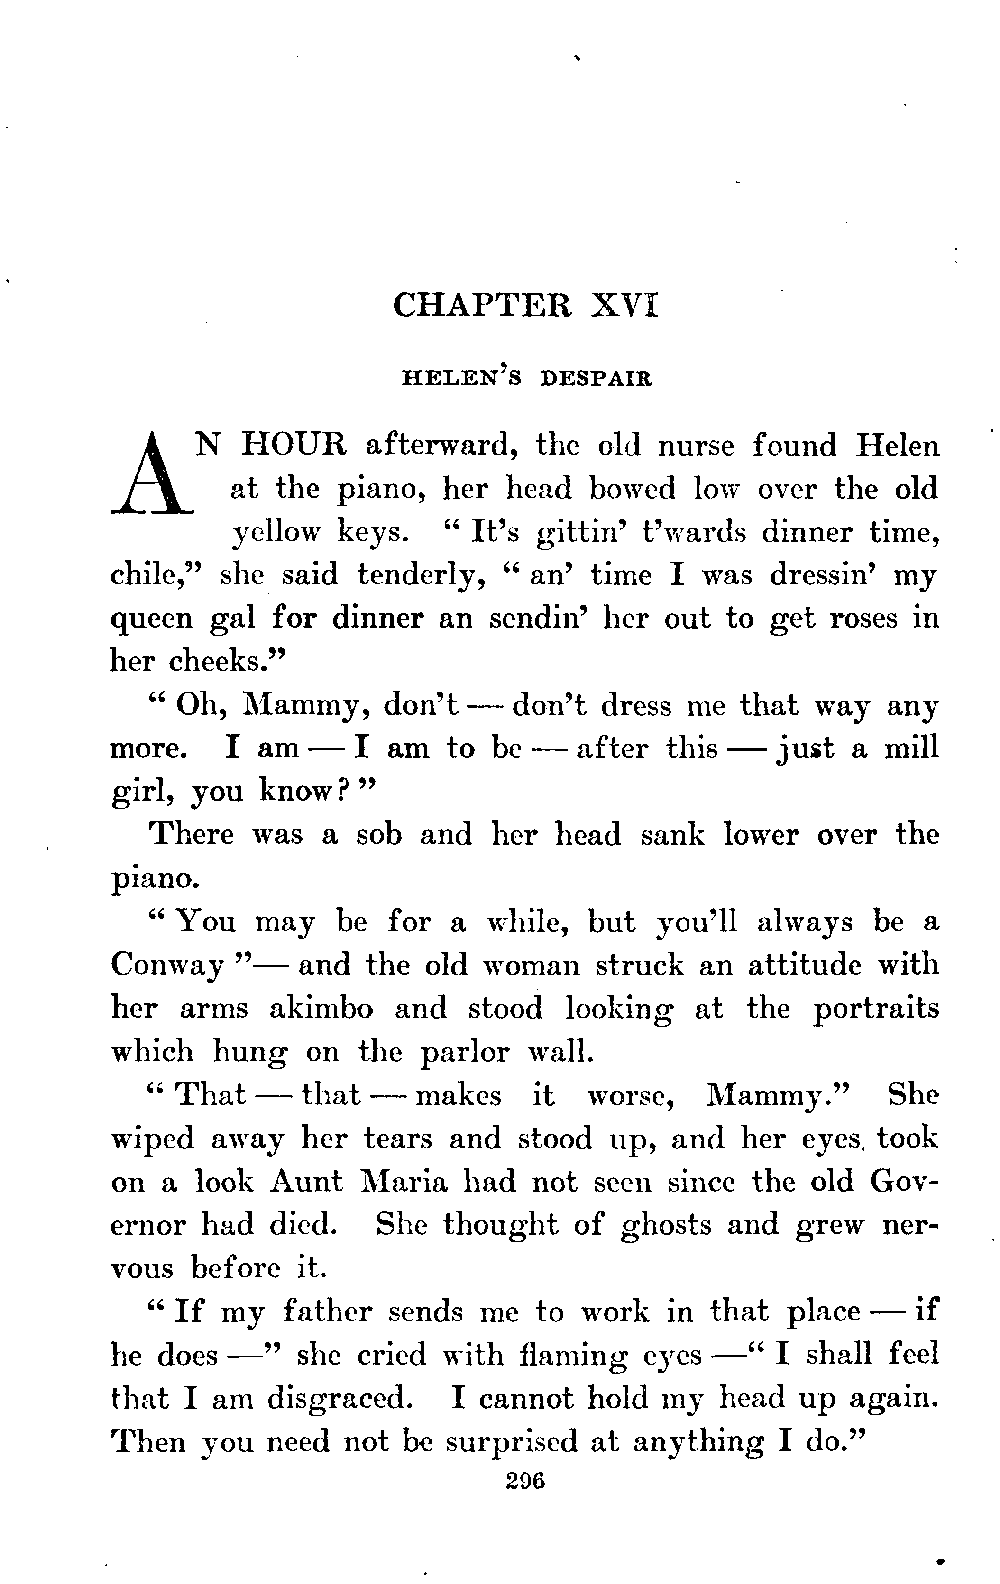 CHAPTER XVI
HELEN'S DESPAIR
AN HOUR afterward, the old nurse found Helen
at the piano, her head bowed low over the old
yellow keys. " It's gittin' t'wards dinner time,
chile," she said tenderly, " an' time I was dressin' my
queen gal for dinner an sendin' her out to get roses in
her cheeks."
" Oh, Mammy, don't — don't dress me that way any
more. I am — I am to be — after this — just a mill
girl, you know? "
There was a sob and her head sank lower over the
piano.
" You may be for a while, but you'll always be a
Conway "— and the old woman struck an attitude with
her arms akimbo and stood looking at the portraits
which hung on the parlor wall.
" That — that — makes it worse, Mammy." She
wiped away her tears and stood up, and her eyes took
on a look Aunt Maria had not seen since the old Gov-
ernor had died. She thought of ghosts and grew ner-
vous before it.
" If my father sends me to work in that place — if
he does —" she cried with flaming eyes —" I shall feel
that I am disgraced. I cannot hold my head up again.
Then you need not be surprised at anything I do."
296